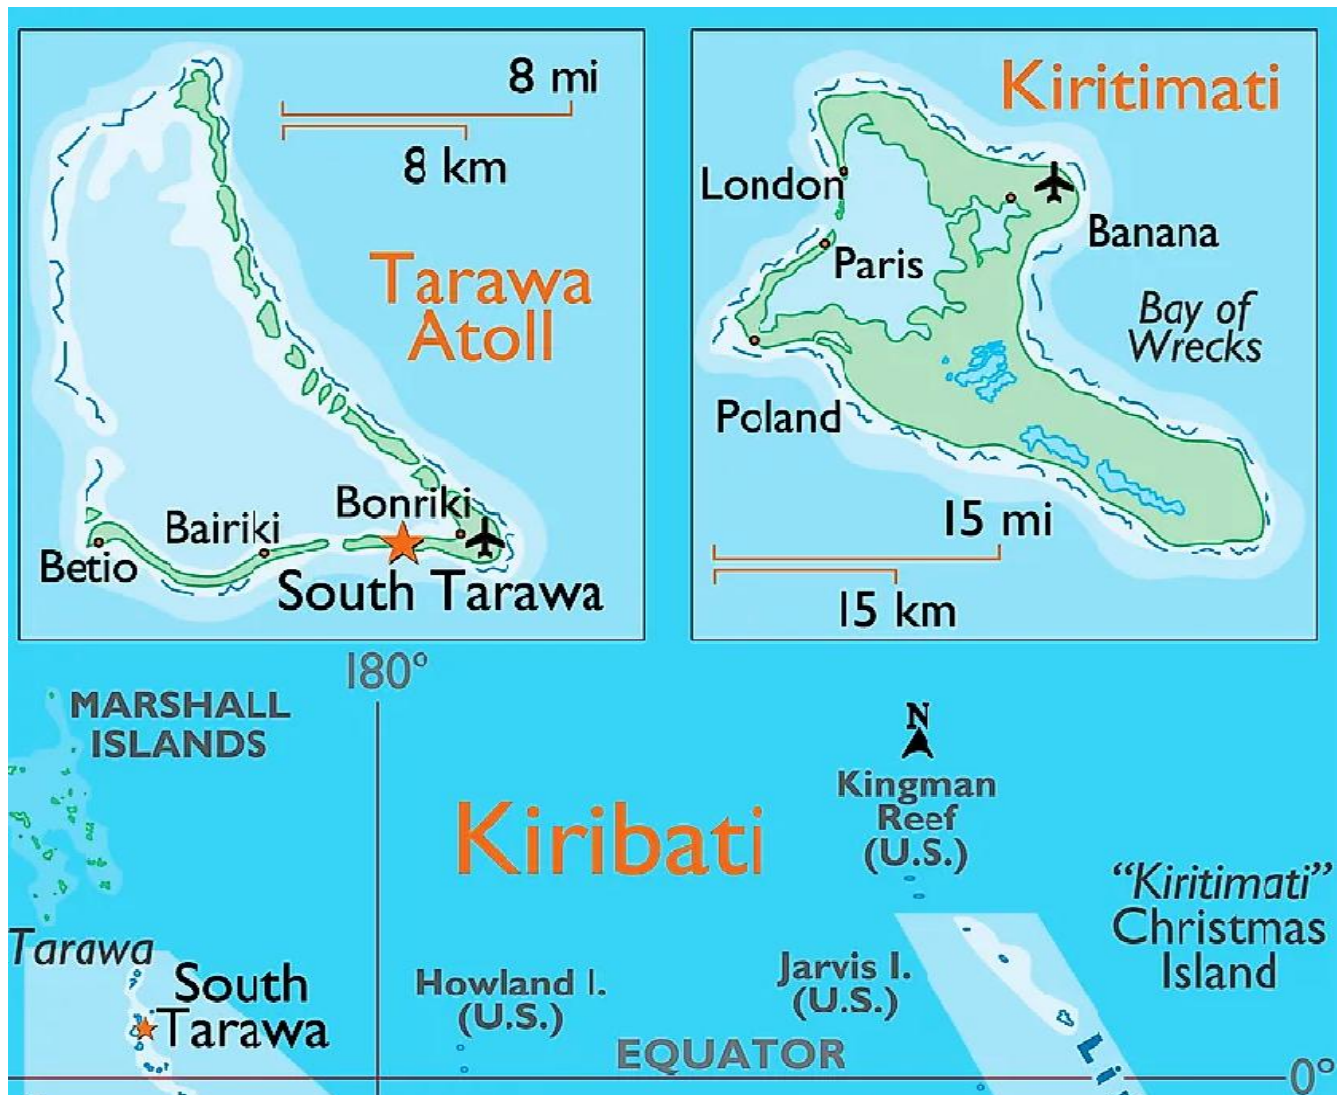 8 mi
8 km
Tarawa
Atoll
Bonriki
Bairiki
Betio
South Tarawa
Kiritimati
London
Banana
Paris
Bay of
Wrecks
Poland
15 mi
15 km
180°
MARSHALL
ISLANDS
N
Kingman
Reef
(U.S.)
Kiribati
"Kiritimati"
Christmas
Island
Tarawa
South
Tarawa
Howland I.
(U.S.)
Jarvis I.
(U.S.)
EQUATOR
0°